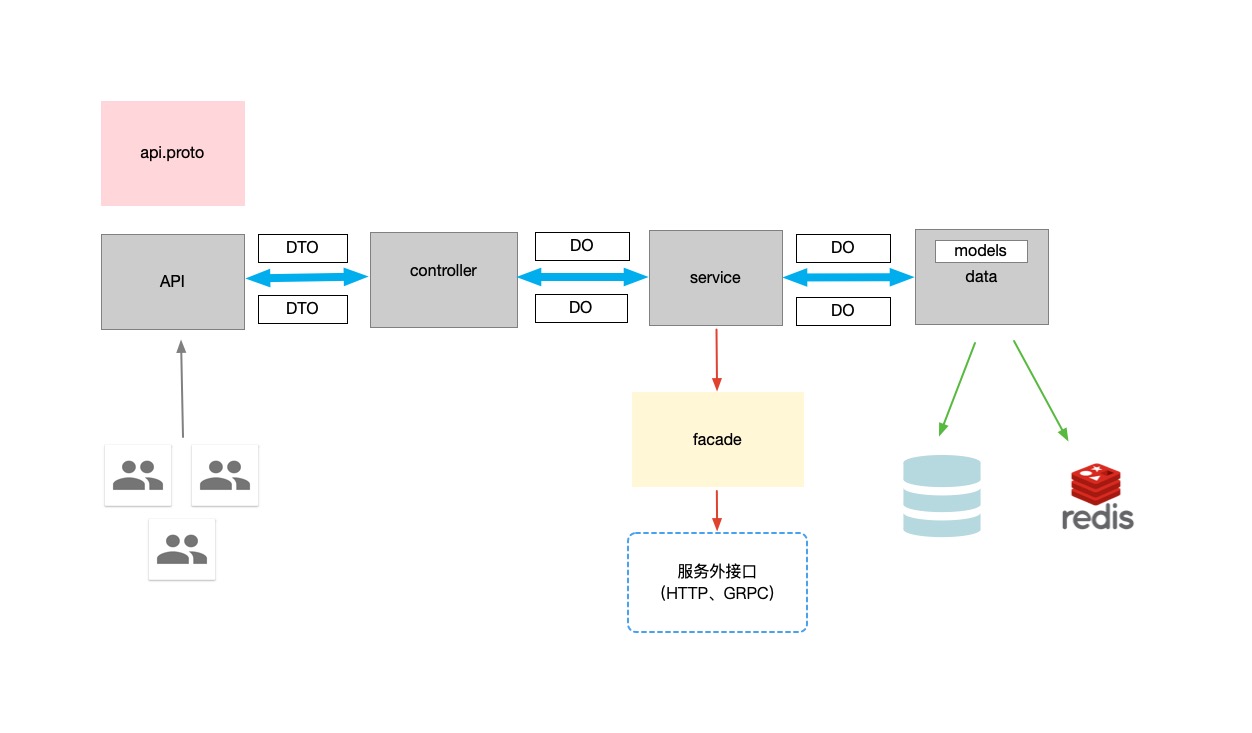 api.proto
API
DTO
DTO
controller
DO
DO
service
DO
DO
models
data
facade
服务外接口
(HTTP、GRPC)
redis